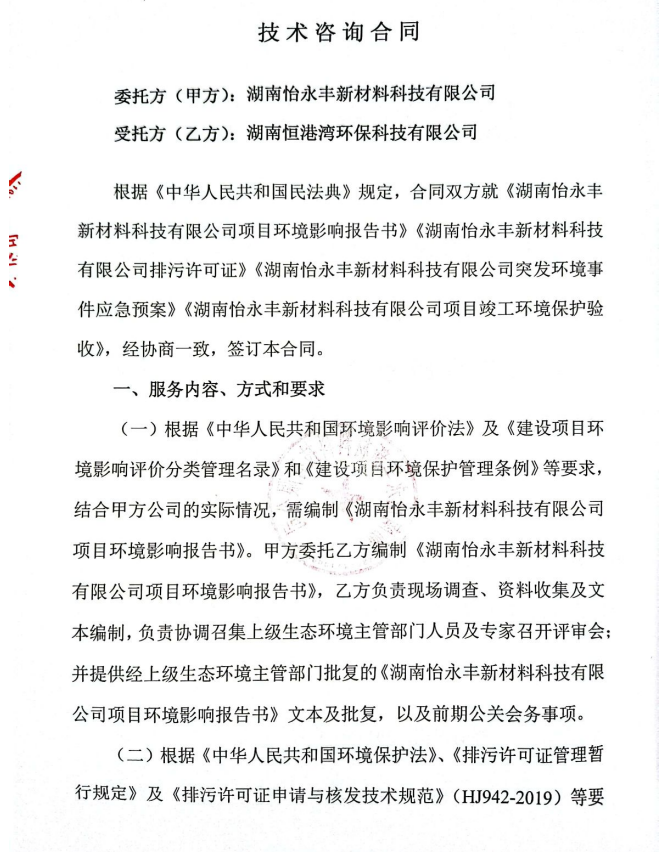 技术咨询合同
委托方（甲方）：湖南怡永丰新材料科技有限公司
受托方（乙方）：湖南恒港湾环保科技有限公司
根据《中华人民共和国民法典》规定，合同双方就《湖南怡永丰
新材料科技有限公司项目环境影响报告书》《湖南怡永丰新材料科技
有限公司排污许可证》《湖南怡永丰新材料科技有限公司突发环境事
件应急预案》《湖南怡永丰新材料科技有限公司项目竣工环境保护验
收》，经协商一致，签订本合同。
一、服务内容、方式和要求
（一）根据《中华人民共和国环境影响评价法》及《建设项目环
境影响评价分类管理名录》和《建设项目环境保护管理条例》等要求，
结合甲方公司的实际情况，需编制《湖南怡永丰新材料科技有限公司
项目环境影响报告书》。甲方委托乙方编制《湖南怡永丰新材料科技
有限公司项目环境影响报告书》，乙方负责现场调查、资料收集及文
本编制，负责协调召集上级生态环境主管部门人员及专家召开评审会；
并提供经上级生态环境主管部门批复的《湖南怡永丰新材料科技有限
公司项目环境影响报告书》文本及批复，以及前期公关会务事项。
（二）根据《中华人民共和国环境保护法》、《排污许可证管理暂
行规定》及《排污许可证申请与核发技术规范》（HJ942-2019）等要